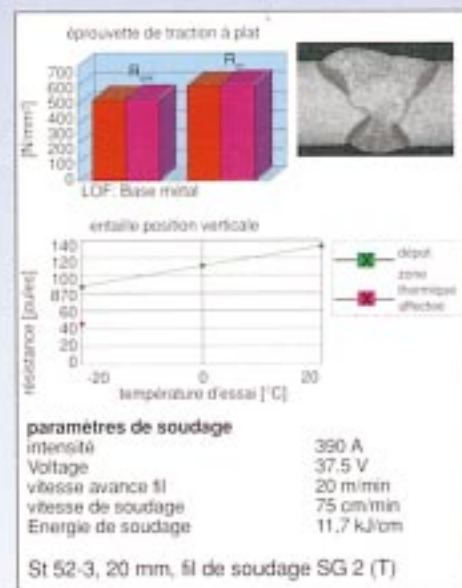 éprouvette de traction à plat
[N/mm²]
700
600
500
400
300
200
100
0
R
R
LOF: Base métal
entaille position verticale
résistance [joules]
140
120
100
870
60
40
20
0
-20 0 20
température d'essai [°C]
dépot
zone
thermique
affectée
paramètres de soudage
intensité 390 A
Voltage 37.5 V
vitesse avance fil 20 m/min
vitesse de soudage 75 cm/min
Energie de soudage 11.7 kJ/cm
St 52-3, 20 mm, fil de soudage SG 2 (T)